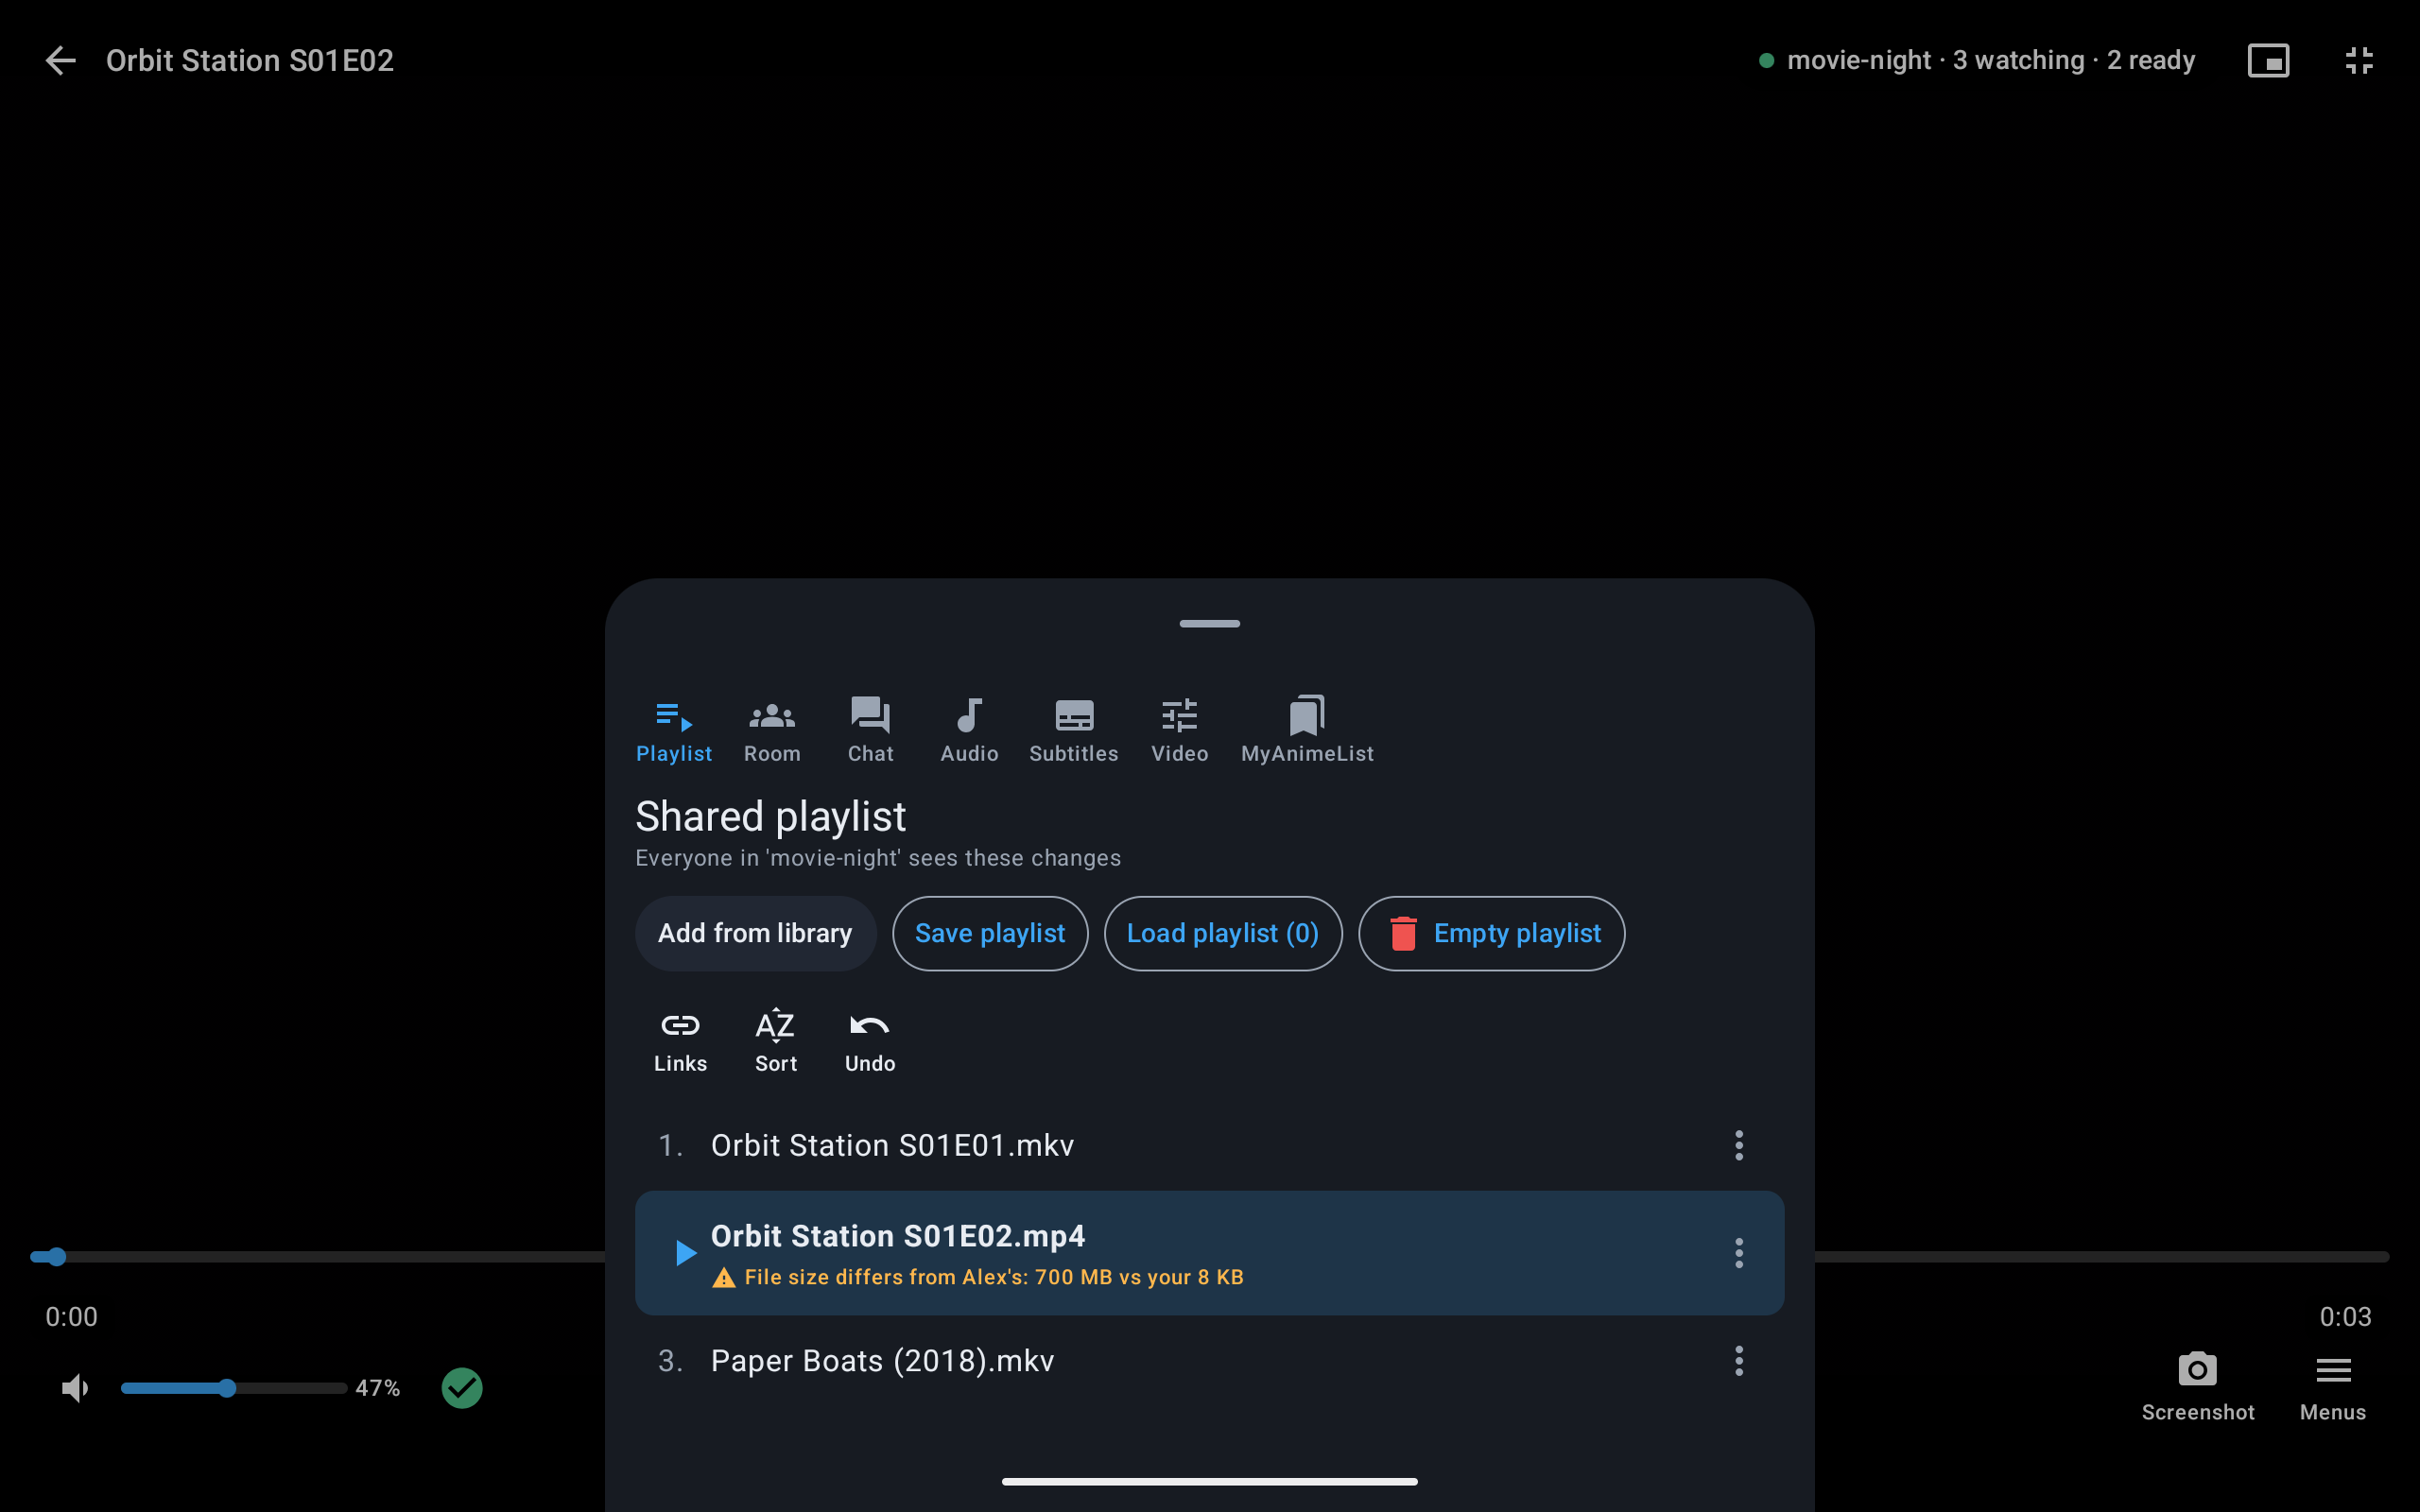 Orbit Station S01E02
movie-night · 3 watching · 2 ready
Playlist
Room
Chat
Audio
Subtitles
Video
MyAnimeList
Shared playlist
Everyone in 'movie-night' sees these changes
Add from library
Save playlist
Load playlist (0)
Empty playlist
AZ
Links
Sort
Undo
1. Orbit Station S01E01.mkv
Orbit Station S01E02.mp4
File size differs from Alex's: 700 MB vs your 8 KB
3. Paper Boats (2018).mkv
0:00
0:03
47%
Screenshot
Menus